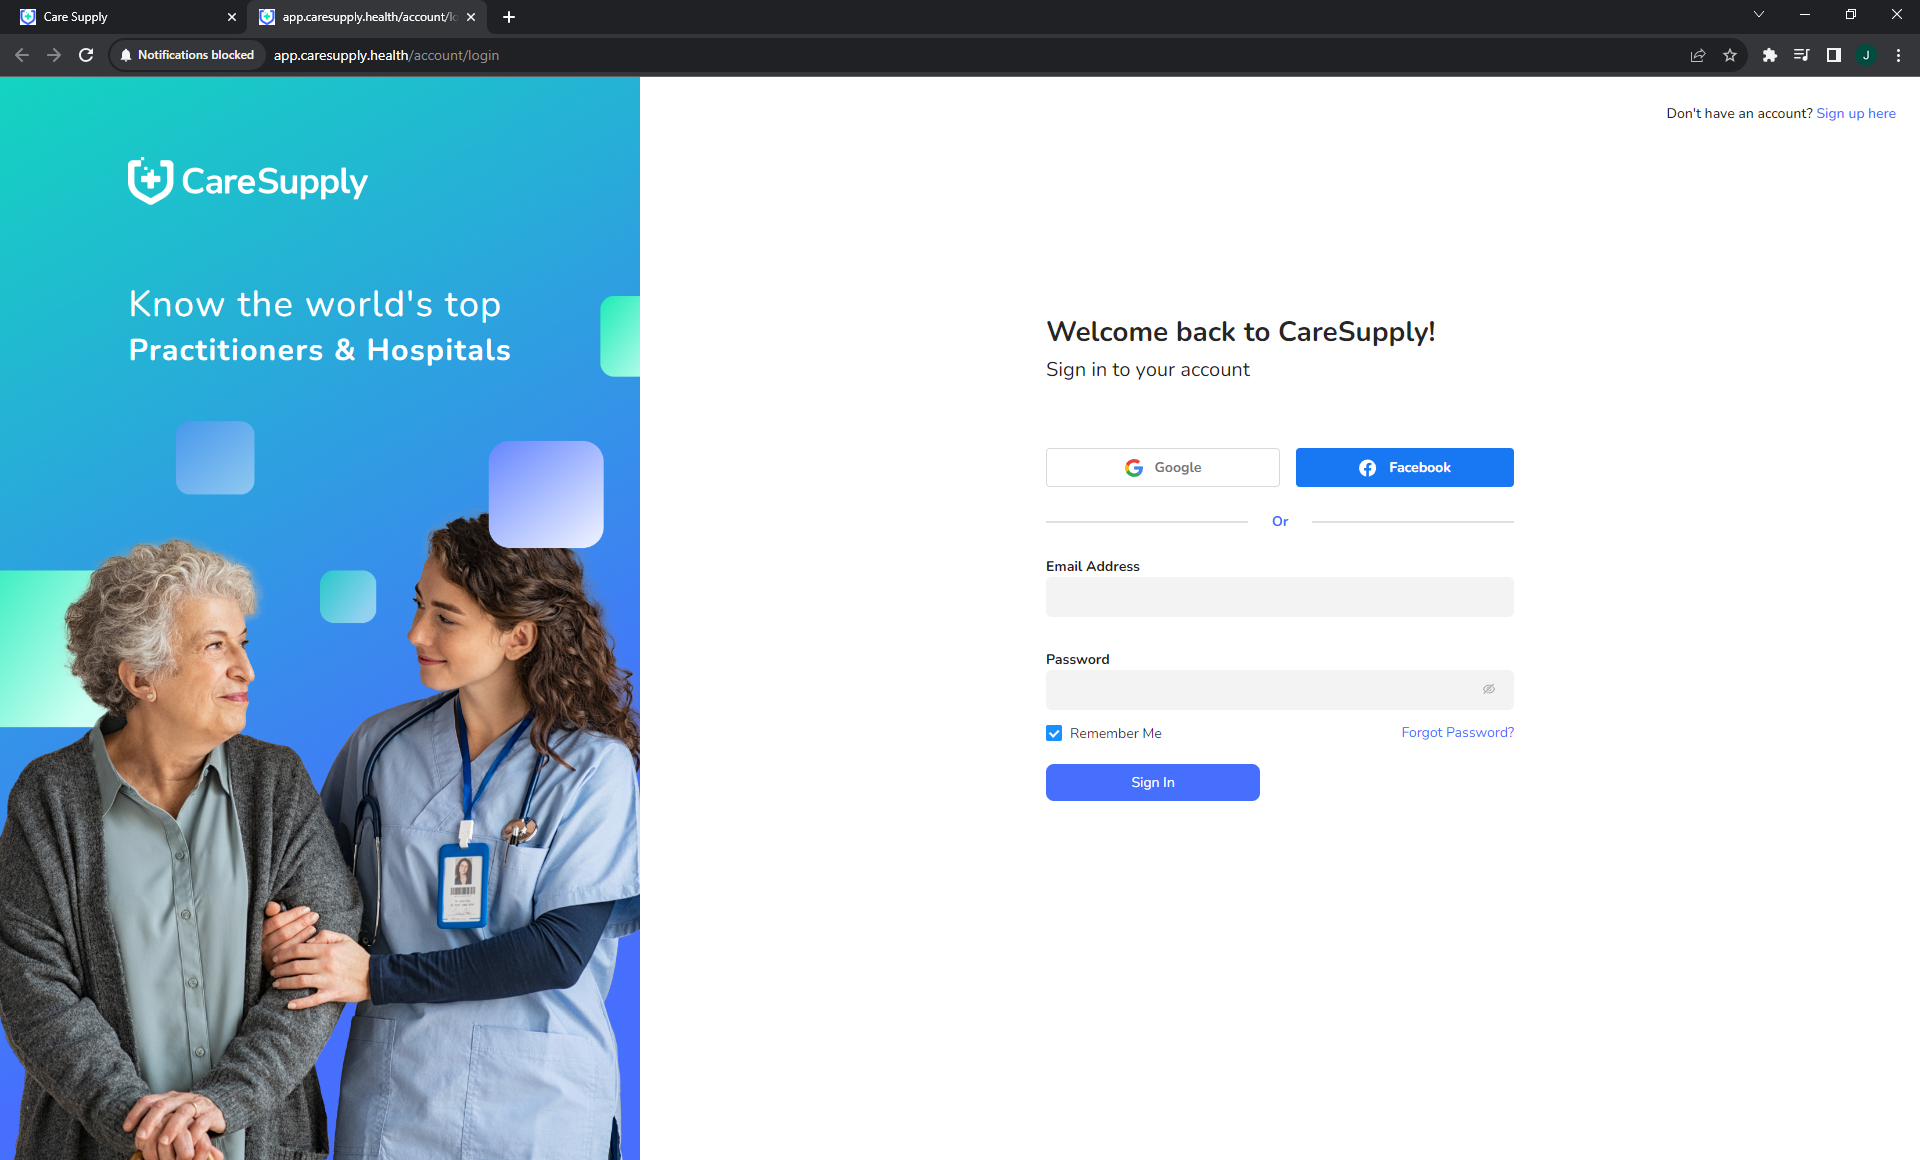 Care Supply
app.caresupply.health/account/lo
Notifications blocked
app.caresupply.health/account/login
J
Don't have an account? Sign up here
CareSupply
Know the world's top
Practitioners & Hospitals
Welcome back to CareSupply!
Sign in to your account
Google
Facebook
Or
Email Address
Password
Remember Me
Forgot Password?
Sign In